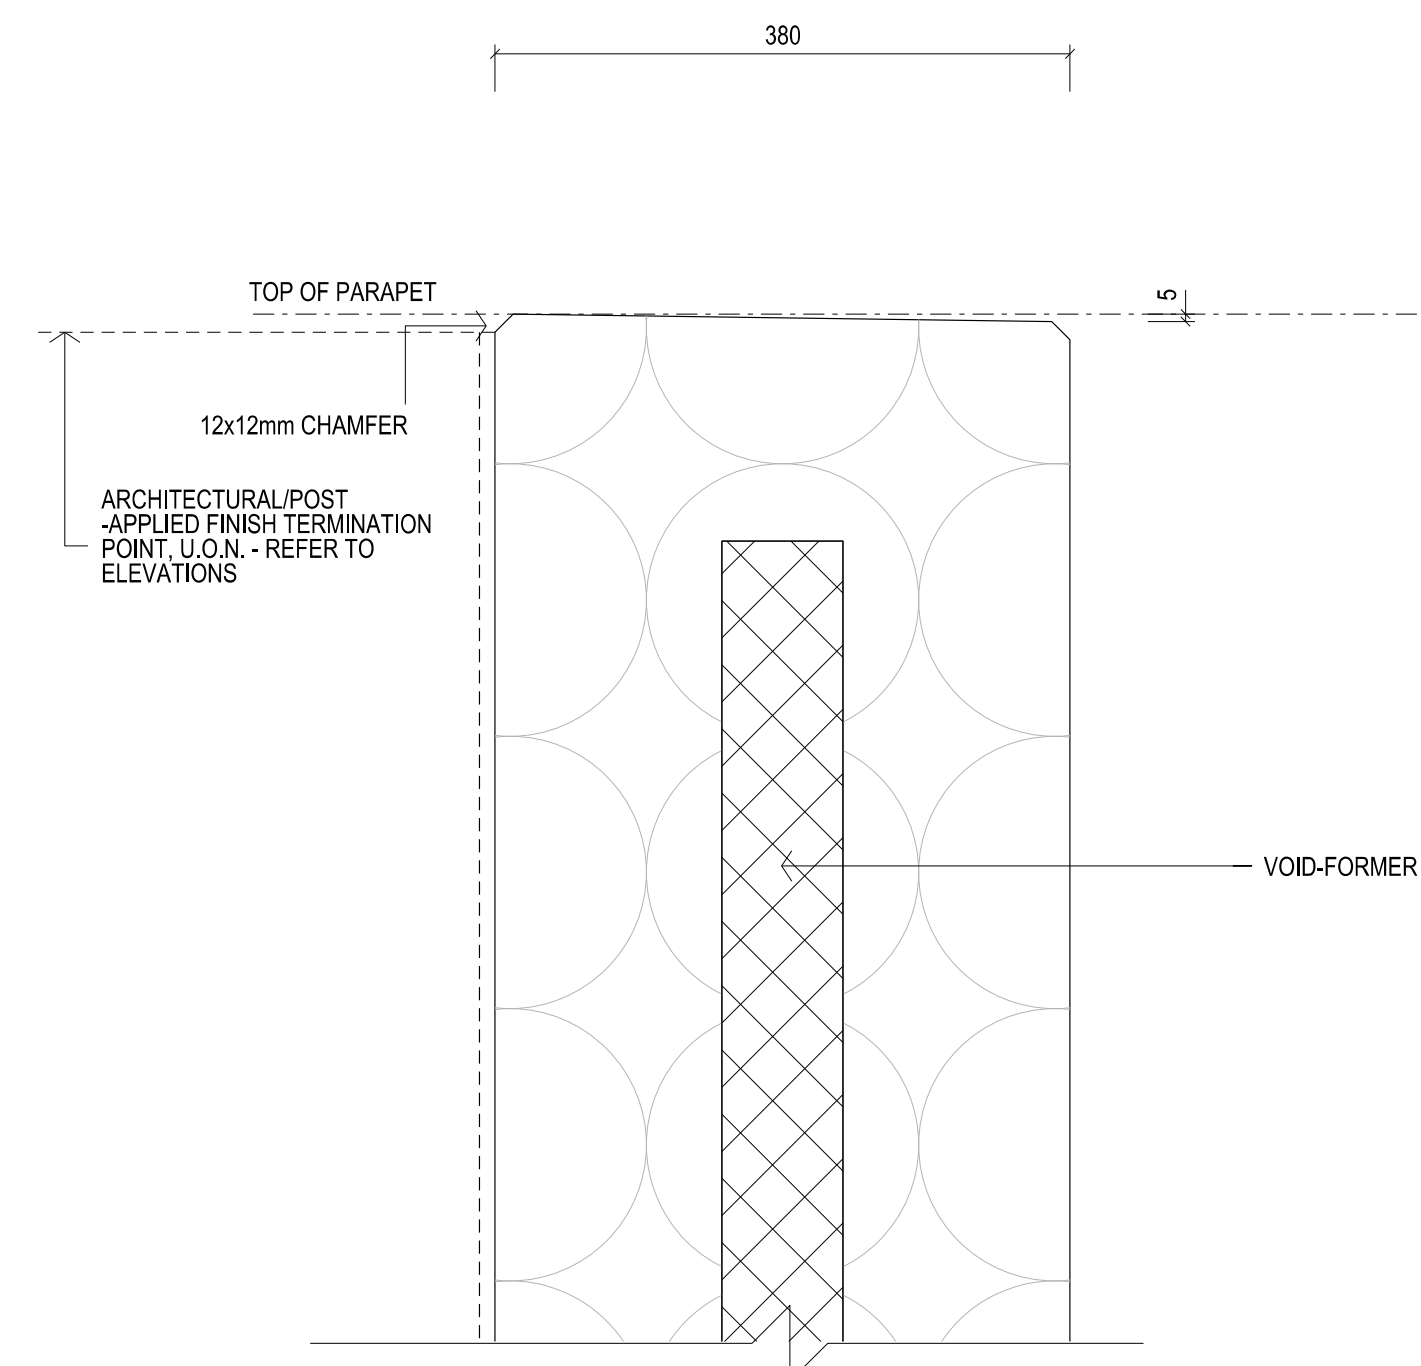 380
TOP OF PARAPET
5
12x12mm CHAMFER
ARCHITECTURAL/POST
-APPLIED FINISH TERMINATION
POINT, U.O.N. - REFER TO
ELEVATIONS
VOID-FORMER